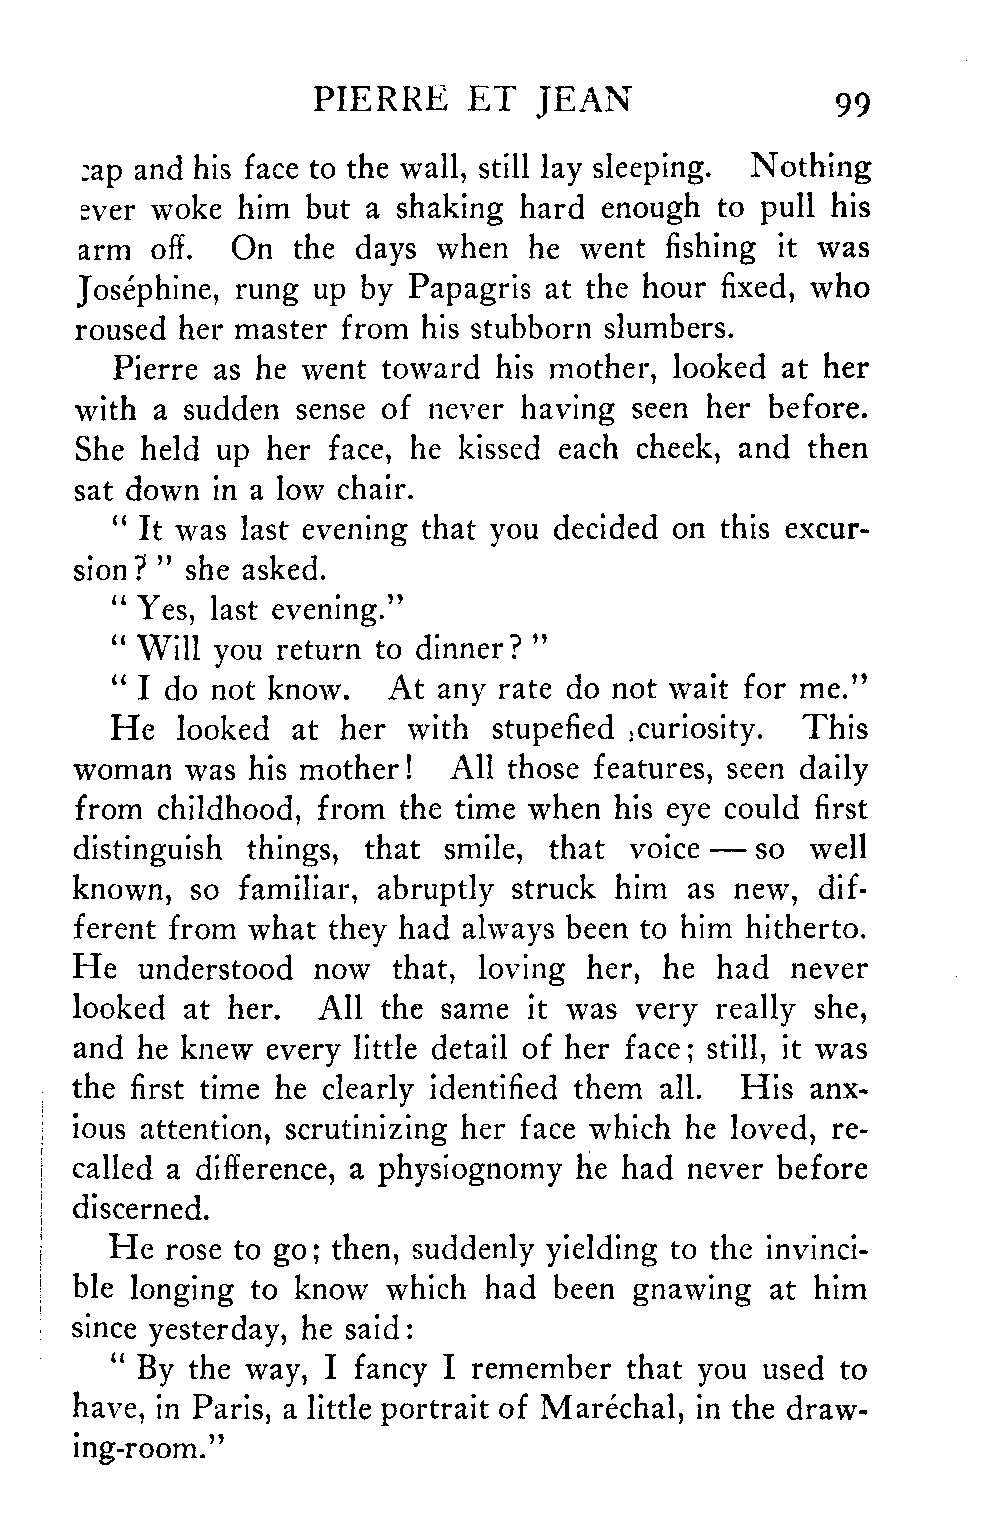 PIERRE ET JEAN 99
cap and his face to the wall, still lay sleeping. Nothing
ever woke him but a shaking hard enough to pull his
arm off. On the days when he went fishing it was
Joséphine, rung up by Papagris at the hour fixed, who
roused her master from his stubborn slumbers.
Pierre as he went toward his mother, looked at her
with a sudden sense of never having seen her before.
She held up her face, he kissed each cheek, and then
sat down in a low chair.
" It was last evening that you decided on this excur-
sion? " she asked.
" Yes, last evening."
" Will you return to dinner? "
" I do not know. At any rate do not wait for me."
He looked at her with stupefied curiosity. This
woman was his mother! All those features, seen daily
from childhood, from the time when his eye could first
distinguish things, that smile, that voice — so well
known, so familiar, abruptly struck him as new, dif-
ferent from what they had always been to him hitherto.
He understood now that, loving her, he had never
looked at her. All the same it was very really she,
and he knew every little detail of her face; still, it was
the first time he clearly identified them all. His anx-
ious attention, scrutinizing her face which he loved, re-
called a difference, a physiognomy he had never before
discerned.
He rose to go; then, suddenly yielding to the invinci-
ble longing to know which had been gnawing at him
since yesterday, he said:
" By the way, I fancy I remember that you used to
have, in Paris, a little portrait of Maréchal, in the draw-
ing-room."